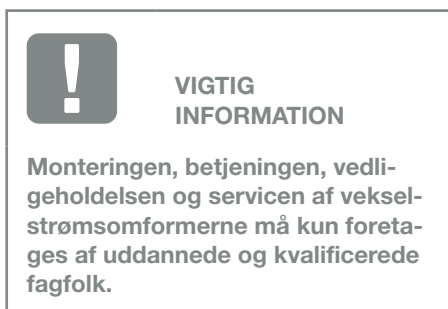 VIGTIG
INFORMATION
Monteringen, betjeningen, vedli-
geholdelsen og servicen af veksel-
strømsomformerne må kun foreta-
ges af uddannede og kvalificerede
fagfolk.